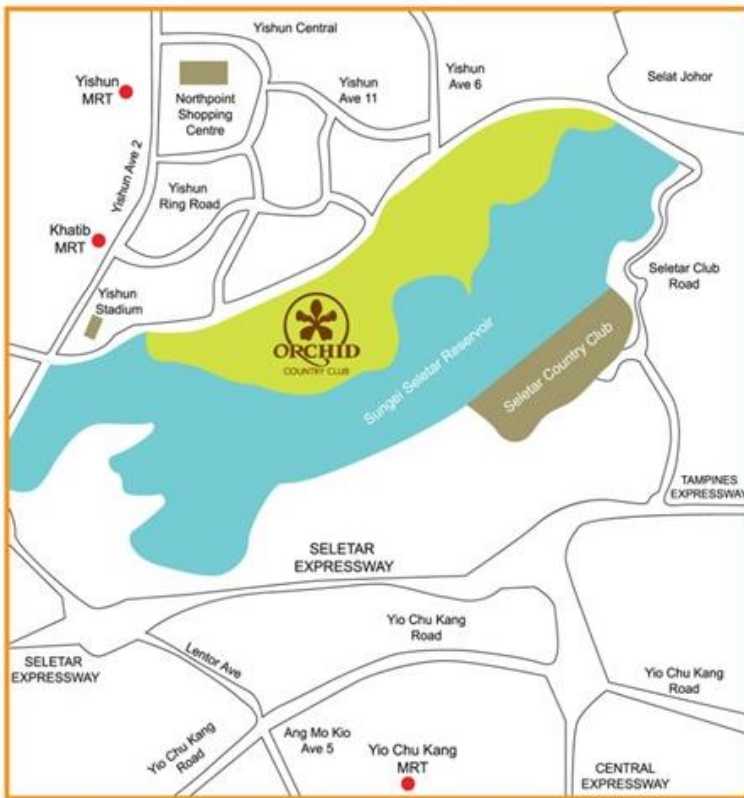 Yishun Central
Yishun
MRT
Northpoint
Shopping
Centre
Yishun
Ave 11
Yishun
Ave 6
Selat Johor
Yishun Ave 2
Yishun
Ring Road
Khatib
MRT
Yishun
Stadium
Seletar Club
Road
ORCHID
COUNTRY CLUB
Sungei Seletar Reservoir
Seletar Country Club
TAMPINES
EXPRESSWAY
SELETAR
EXPRESSWAY
Yio Chu Kang
Road
SELETAR
EXPRESSWAY
Lentor Ave
Yio Chu Kang
Road
Yio Chu Kang
Road
Ang Mo Kio
Ave 5
Yio Chu Kang
MRT
CENTRAL
EXPRESSWAY